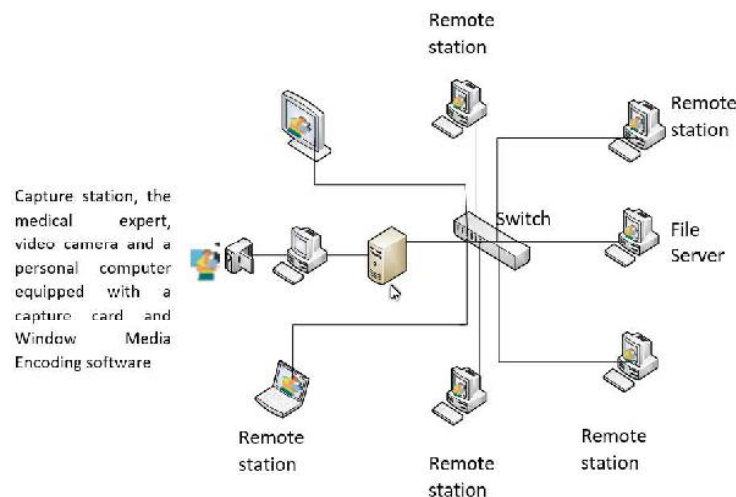 Remote
station
Remote
station
Capture station, the
medical expert,
video camera and a
personal computer
equipped with a
capture card and
Window Media
Encoding software
Switch
File
Server
Remote
station
Remote
station
Remote
station